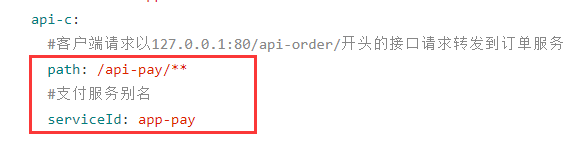 api-c:
#客户端请求以127.0.0.1:80/api-order/开头的接口请求转发到订单服务
path: /api-pay/**
#支付服务别名
serviceId: app-pay